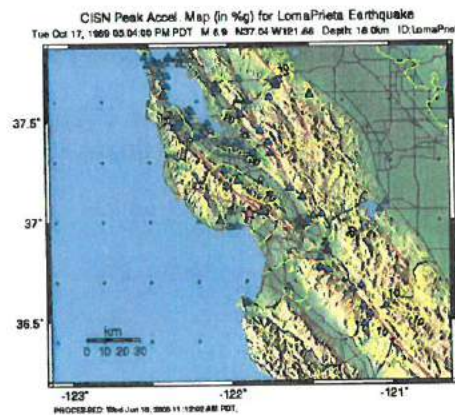 CISN Peak Accel. Map (in %g) for LomaPrieta Earthquake
Tue Oct 17, 1989 05:04:00 PM PDT M 6.9 N37.04 W121.88 Depth: 18.0km ID:LomaPrie
37.5°
37°
36.5°
km
0 10 20 30
-123° -122° -121°
PROCESSED: Wed Jun 18, 2003 11:12:02 AM PDT,